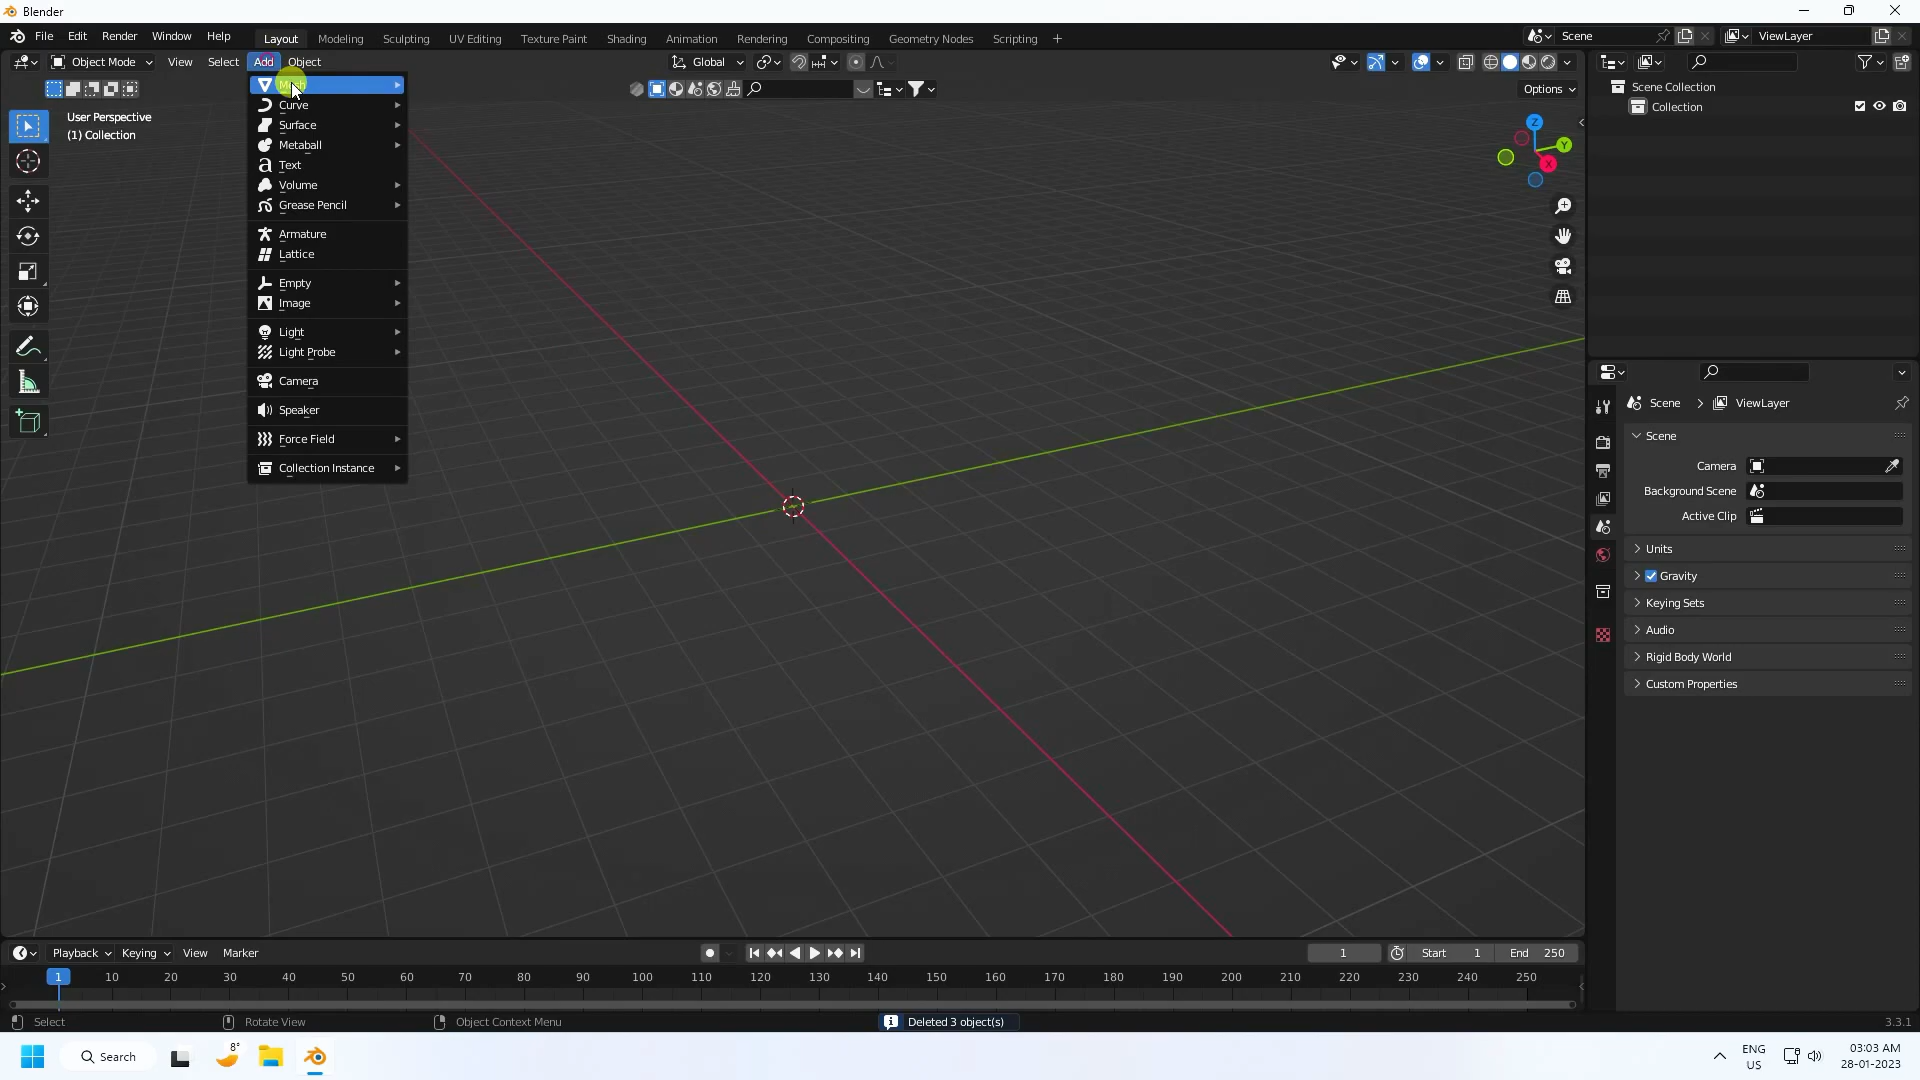 Blender
File Edit Render Window Help Layout Modeling Sculpting UV Editing Texture Paint Shading Animation Rendering Compositing Geometry Nodes Scripting + Scene ViewLayer
Object Mode View Select Add Object Global
Options
User Perspective
(1) Collection
Curve
Surface
Metaball
Text
Volume
Grease Pencil
Armature
Lattice
Empty
Image
Light
Light Probe
Camera
Speaker
Force Field
Collection Instance
Z
Y
X
Scene Collection
Collection
Scene > ViewLayer
Scene
Camera
Background Scene
Active Clip
Units
Gravity
Keying Sets
Audio
Rigid Body World
Custom Properties
Playback Keying View Marker 1 Start 1 End 250
1 10 20 30 40 50 60 70 80 90 100 110 120 130 140 150 160 170 180 190 200 210 220 230 240 250
Select Rotate View Object Context Menu Deleted 3 object(s) 3.3.1
Search 8° ENG US 03:03 AM 28-01-2023